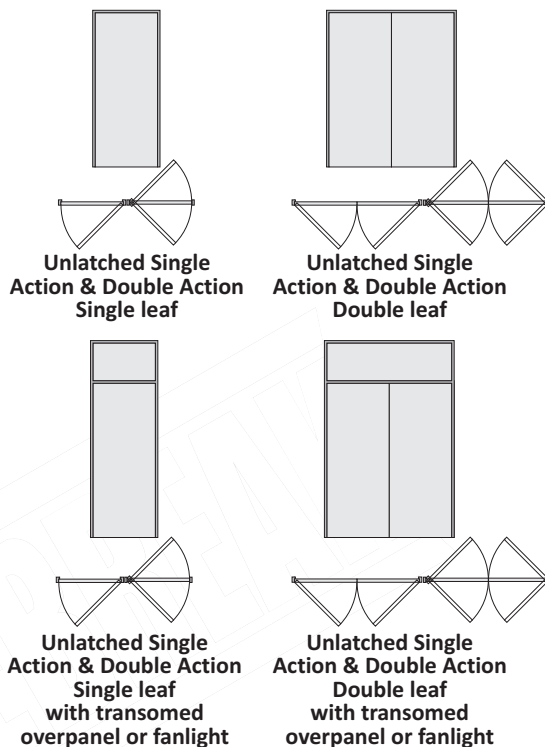 Unlatched Single
Action & Double Action
Single leaf
Unlatched Single
Action & Double Action
Double leaf
Unlatched Single
Action & Double Action
Single leaf
with transomed
overpanel or fanlight
Unlatched Single
Action & Double Action
Double leaf
with transomed
overpanel or fanlight